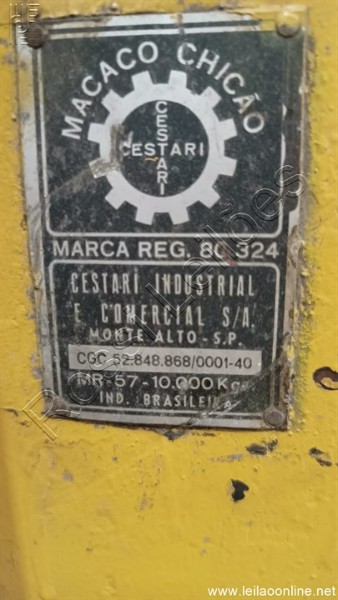 MACACO CHICÃO
CESTARI
CESTARI
MARCA REG. 80.324
CESTARI INDUSTRIAL
E COMERCIAL S/A.
MONTE ALTO - S.P.
CGC 52.848.868/0001-40
MR-57-10.000 Kgs
IND. BRASILEIRA
www.leilaoonline.net